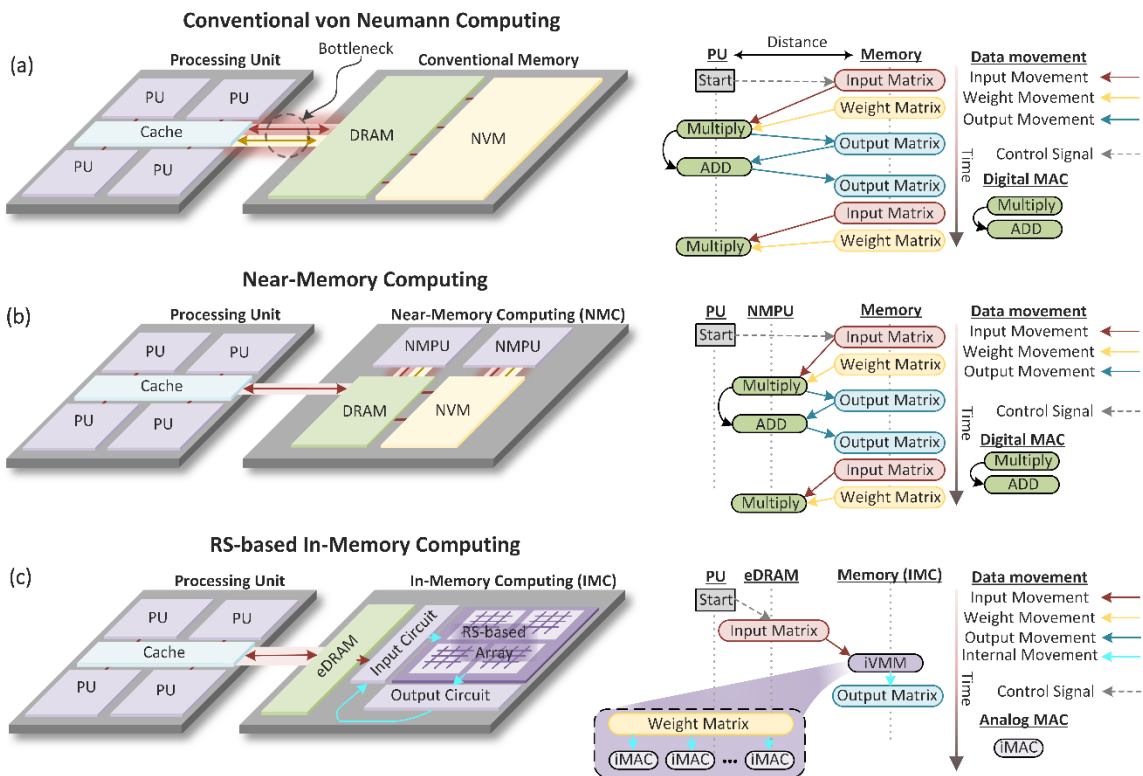 Conventional von Neumann Computing
(a)
Processing Unit
Bottleneck
Conventional Memory
PU
PU
Cache
PU
PU
DRAM
NVM
PU
Distance
Memory
Start
Input Matrix
Weight Matrix
Multiply
Output Matrix
ADD
Output Matrix
Input Matrix
Multiply
Weight Matrix
Time
Data movement
Input Movement
Weight Movement
Output Movement
Control Signal
Digital MAC
Multiply
ADD
Near-Memory Computing
(b)
Processing Unit
Near-Memory Computing (NMC)
PU
PU
Cache
PU
PU
NMPU
NMPU
DRAM
NVM
PU
NMPU
Memory
Start
Input Matrix
Weight Matrix
Multiply
Output Matrix
ADD
Output Matrix
Input Matrix
Multiply
Weight Matrix
Time
Data movement
Input Movement
Weight Movement
Output Movement
Control Signal
Digital MAC
Multiply
ADD
RS-based In-Memory Computing
(c)
Processing Unit
In-Memory Computing (IMC)
PU
PU
Cache
PU
PU
eDRAM
Input Circuit
RS-based
Array
Output Circuit
PU
eDRAM
Memory (IMC)
Start
Input Matrix
iVMM
Output Matrix
Weight Matrix
iMAC
iMAC
...
iMAC
Time
Data movement
Input Movement
Weight Movement
Output Movement
Internal Movement
Control Signal
Analog MAC
iMAC